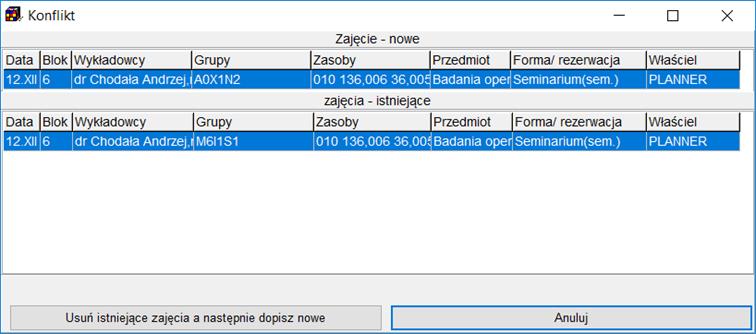 Konflikt
Zajęcie - nowe
Data Blok Wykładowcy Grupy Zasoby Przedmiot Forma/ rezerwacja Właściel
12.XII 6 dr Chodała Andrzej, A0X1N2 010 136,006 36,005 Badania oper Seminarium(sem.) PLANNER
zajęcia - istniejące
Data Blok Wykładowcy Grupy Zasoby Przedmiot Forma/ rezerwacja Właściel
12.XII 6 dr Chodała Andrzej, M6I1S1 010 136,006 36,005 Badania oper Seminarium(sem.) PLANNER
Usuń istniejące zajęcia a następnie dopisz nowe Anuluj